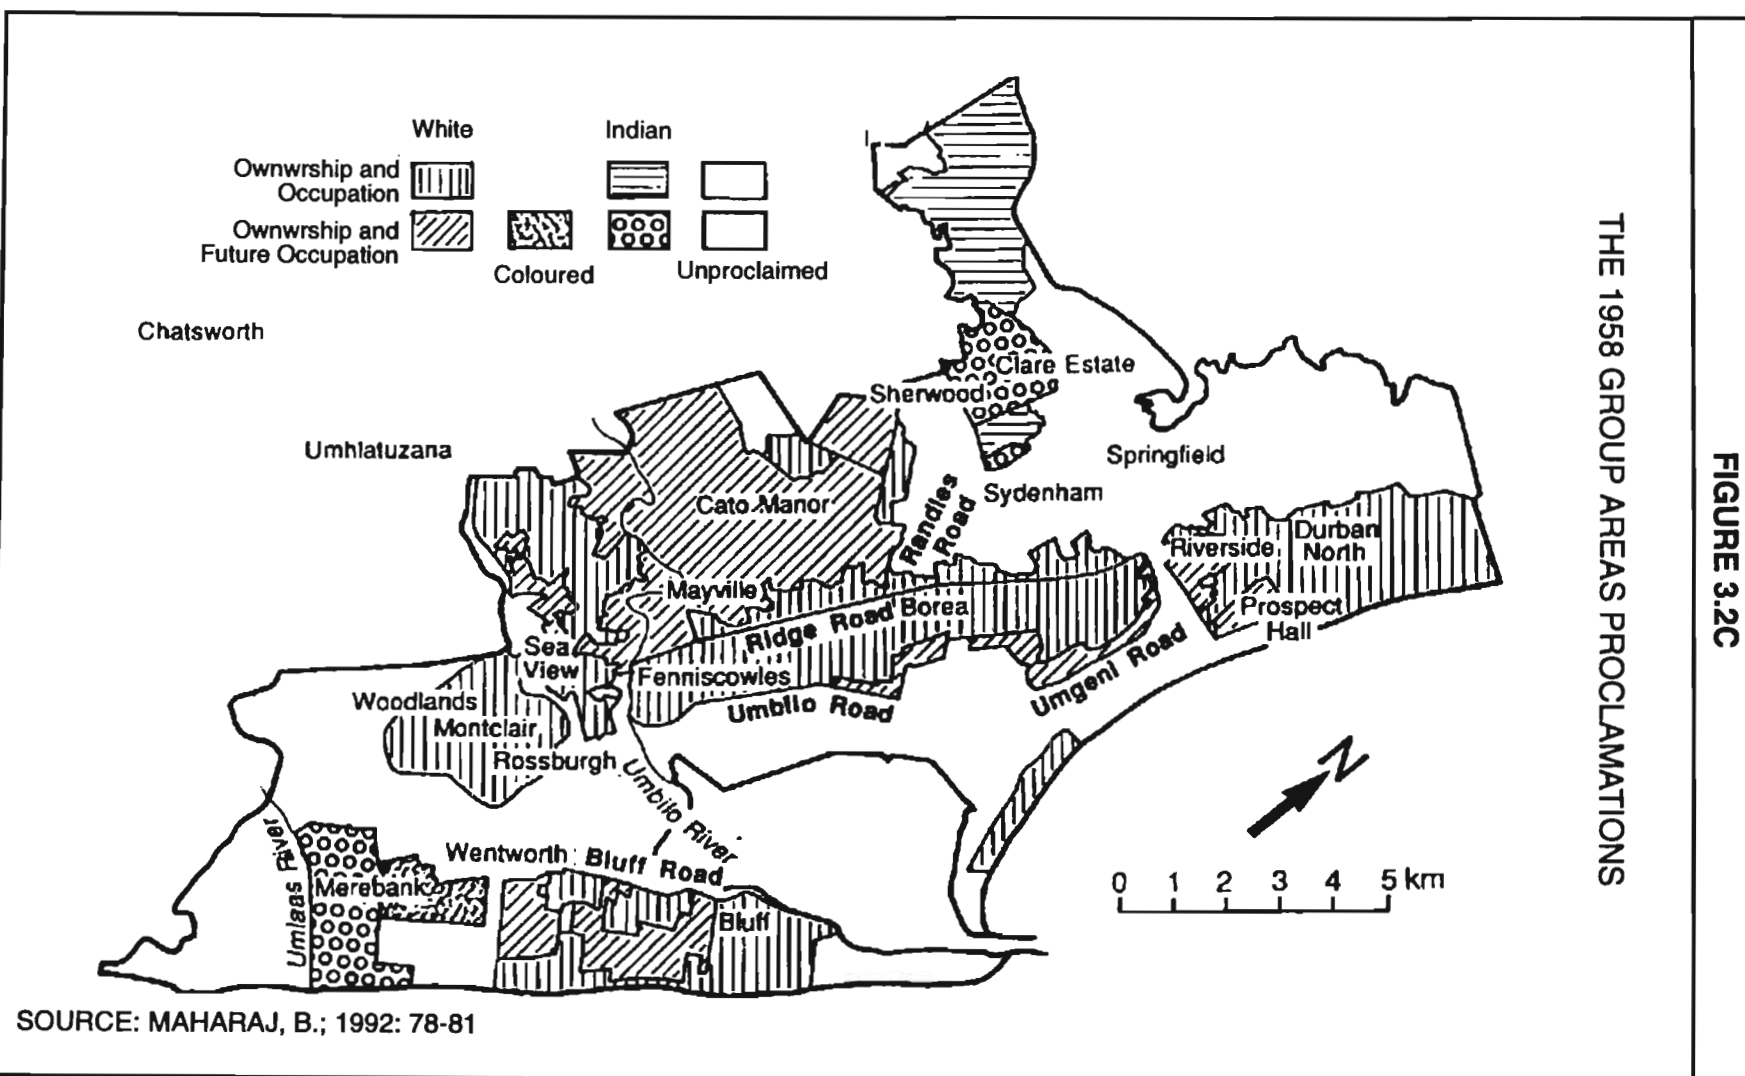 FIGURE 3.2C
THE 1958 GROUP AREAS PROCLAMATIONS
White
Indian
Ownwrship and
Occupation
Ownwrship and
Future Occupation
Coloured
Unproclaimed
Chatsworth
Clare Estate
Sherwood
Umhlatuzana
Springfield
Sydenham
Cato Manor
Randles
Road
Durban
North
Riverside
Mayville
Borea
Prospect
Hall
Ridge Road
Sea
View
Fenniscowles
Umgeni Road
Woodlands
Umbilo Road
Montclair
Rossburgh
Umbilo River
N
Umlaas River
Wentworth
Bluff Road
Merebank
Bluff
0 1 2 3 4 5 km
SOURCE: MAHARAJ, B.; 1992: 78-81